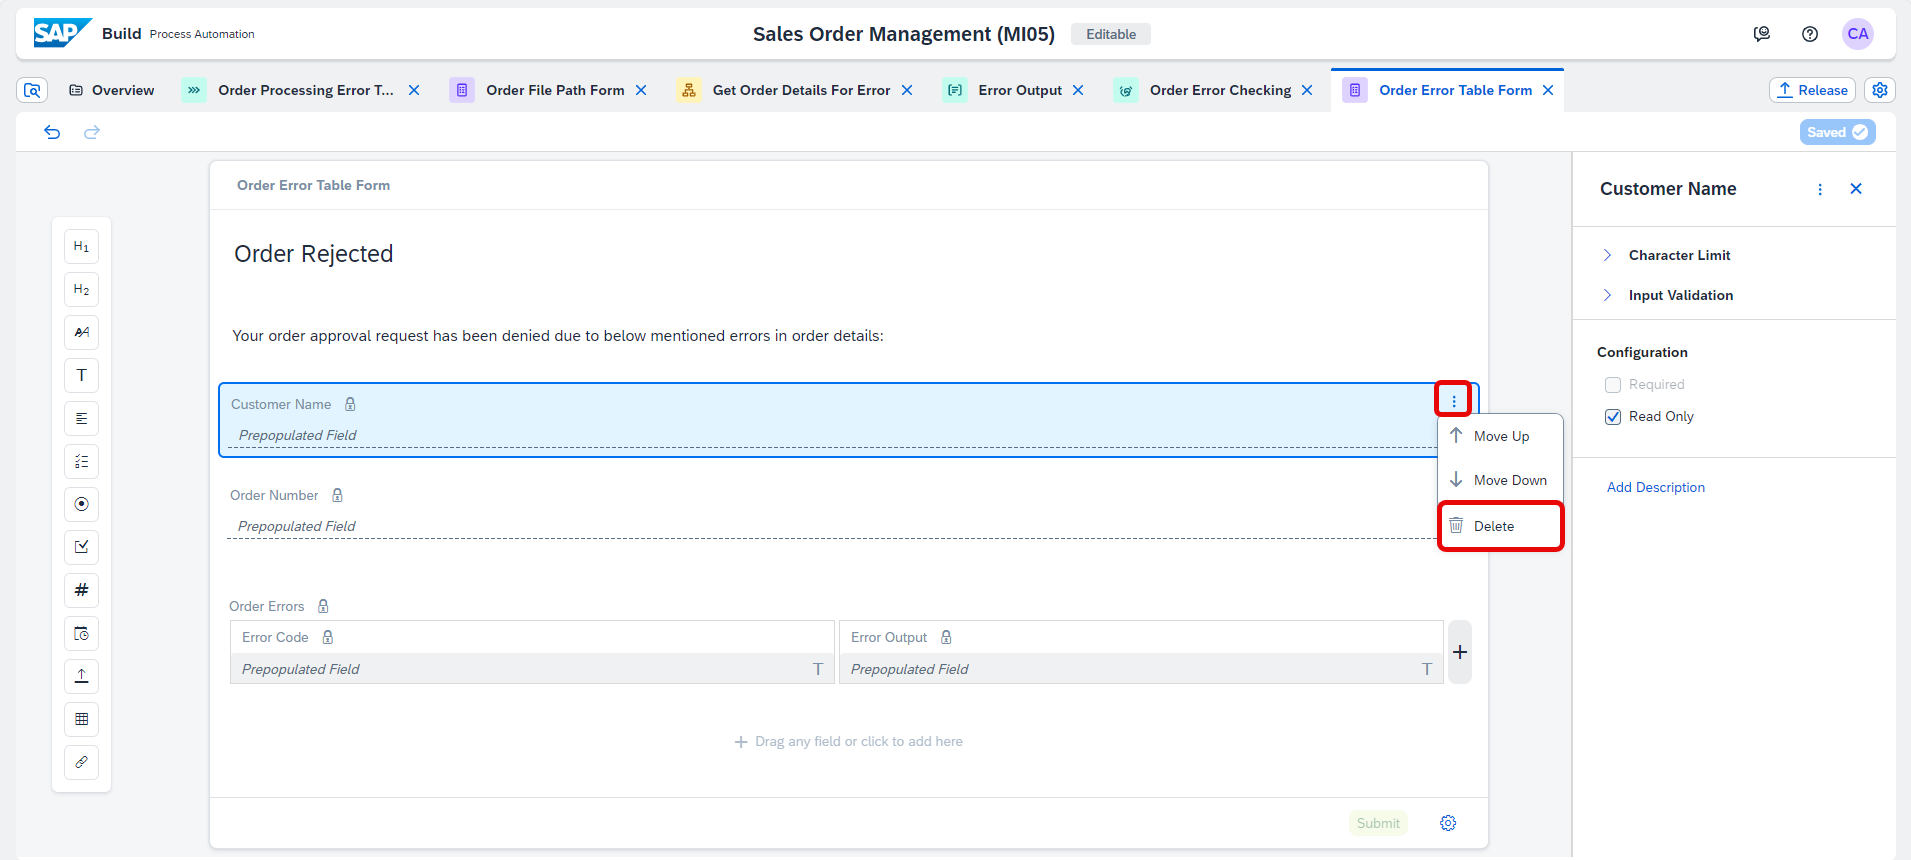 SAP Build Process Automation
Sales Order Management (MI05) Editable
CA
Overview
Order Processing Error T...
Order File Path Form
Get Order Details For Error
Error Output
Order Error Checking
Order Error Table Form
Release
Saved
Order Error Table Form
Order Rejected
Your order approval request has been denied due to below mentioned errors in order details:
Customer Name
Prepopulated Field
Move Up
Move Down
Delete
Order Number
Prepopulated Field
Order Errors
Error Code
Error Output
Prepopulated Field T
Prepopulated Field T
Drag any field or click to add here
Submit
H1
H2
AA
T
#
Customer Name
Character Limit
Input Validation
Configuration
Required
Read Only
Add Description